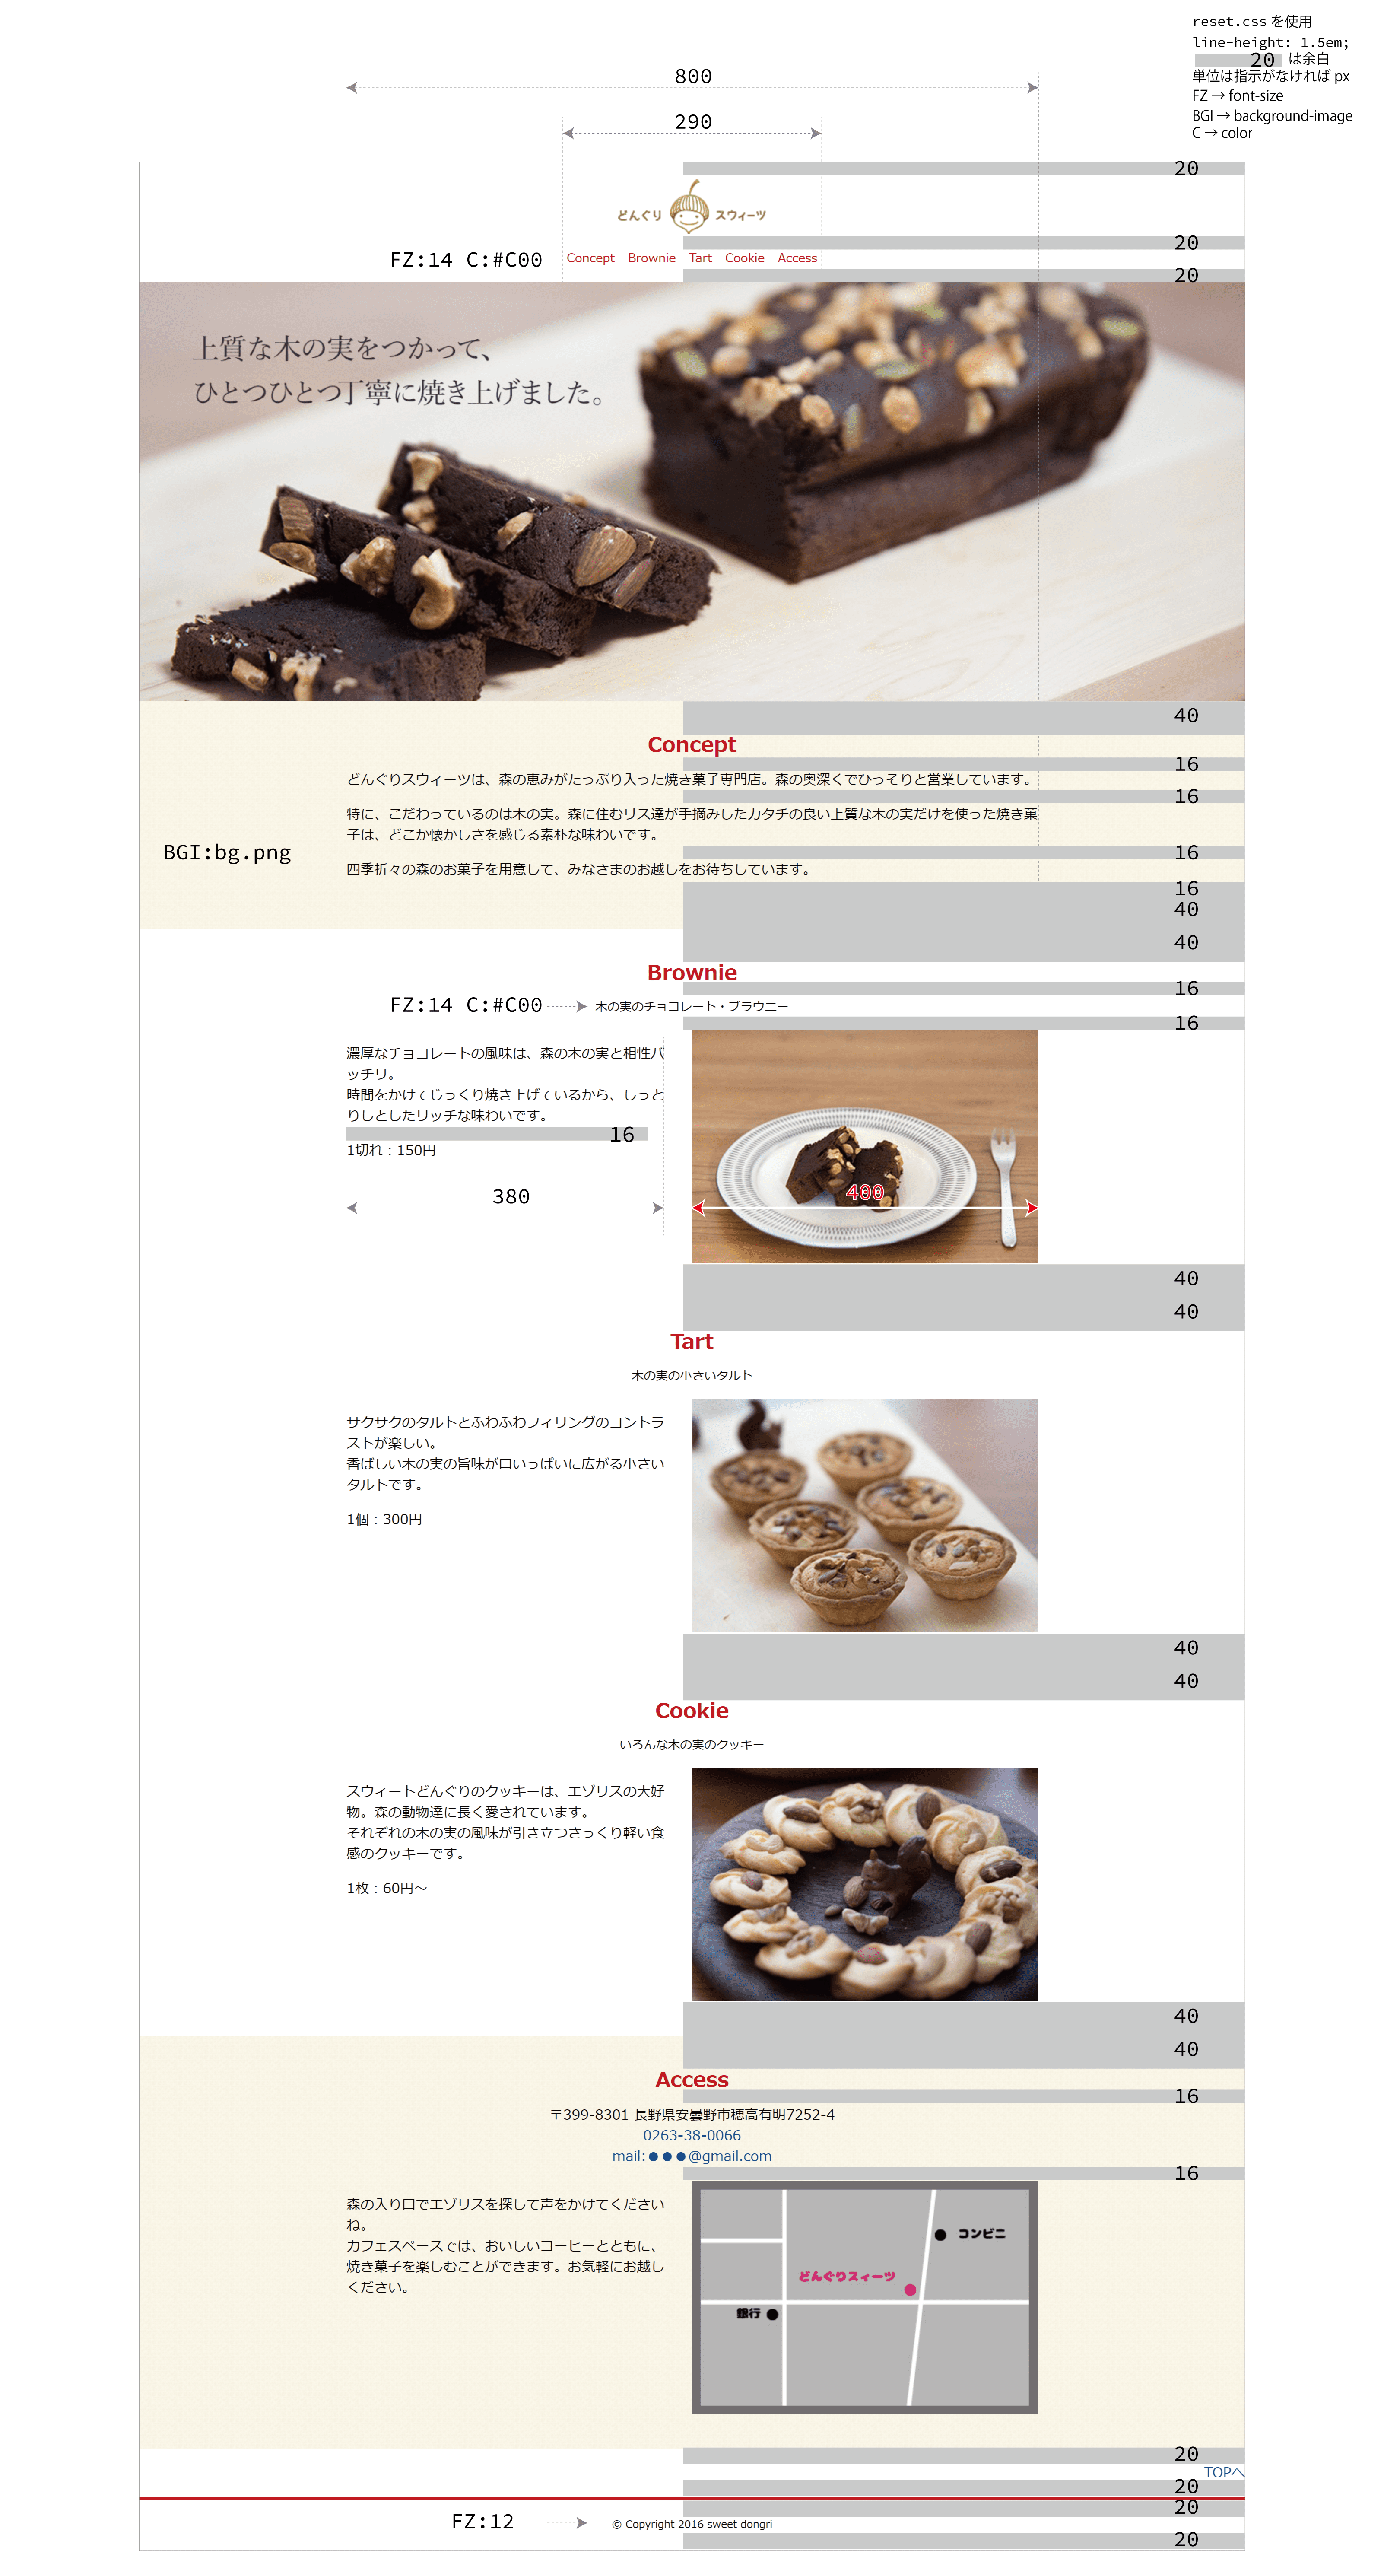 reset.css を使用
line-height: 1.5em;
20 は余白
単位は指示がなければ px
FZ → font-size
BGI → background-image
C → color
800
290
20
どんぐり スウィーツ
20
FZ:14 C:#C00
Concept Brownie Tart Cookie Access
20
上質な木の実をつかって、
ひとつひとつ丁寧に焼き上げました。
40
Concept
16
どんぐりスウィーツは、森の恵みがたっぷり入った焼き菓子専門店。森の奥深くでひっそりと営業しています。
16
特に、こだわっているのは木の実。森に住むリス達が手摘みしたカタチの良い上質な木の実だけを使った焼き菓
子は、どこか懐かしさを感じる素朴な味わいです。
BGI:bg.png
16
四季折々の森のお菓子を用意して、みなさまのお越しをお待ちしています。
16
40
40
Brownie
16
FZ:14 C:#C00
木の実のチョコレート・ブラウニー
16
濃厚なチョコレートの風味は、森の木の実と相性バ
ッチリ。
時間をかけてじっくり焼き上げているから、しっと
りしとしたリッチな味わいです。
16
1切れ：150円
380
400
40
40
Tart
木の実の小さいタルト
サクサクのタルトとふわふわフィリングのコントラ
ストが楽しい。
香ばしい木の実の旨味が口いっぱいに広がる小さい
タルトです。
1個：300円
40
40
Cookie
いろんな木の実のクッキー
スウィートどんぐりのクッキーは、エゾリスの大好
物。森の動物達に長く愛されています。
それぞれの木の実の風味が引き立つさっくり軽い食
感のクッキーです。
1枚：60円〜
40
40
Access
16
〒399-8301 長野県安曇野市穂高有明7252-4
0263-38-0066
mail:●●●@gmail.com
16
森の入り口でエゾリスを探して声をかけてください
ね。
カフェスペースでは、おいしいコーヒーとともに、
焼き菓子を楽しむことができます。お気軽にお越し
ください。
コンビニ
どんぐりスィーツ
銀行
20
TOPへ
20
20
FZ:12
© Copyright 2016 sweet dongri
20